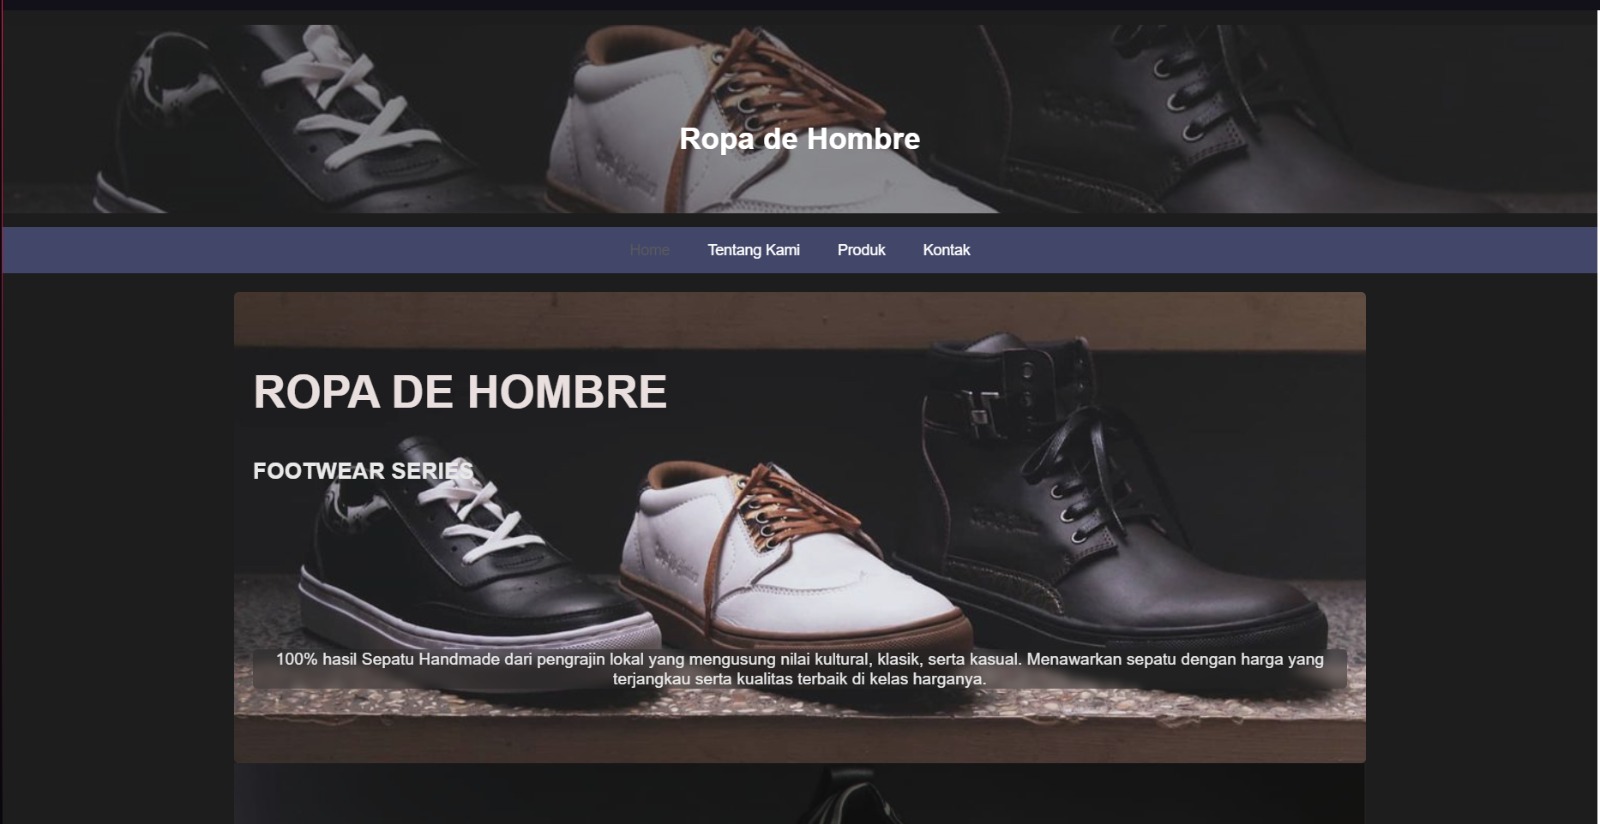 Ropa de Hombre
Home Tentang Kami Produk Kontak
ROPA DE HOMBRE
FOOTWEAR SERIES
100% hasil Sepatu Handmade dari pengrajin lokal yang mengusung nilai kultural, klasik, serta kasual. Menawarkan sepatu dengan harga yang
terjangkau serta kualitas terbaik di kelas harganya.